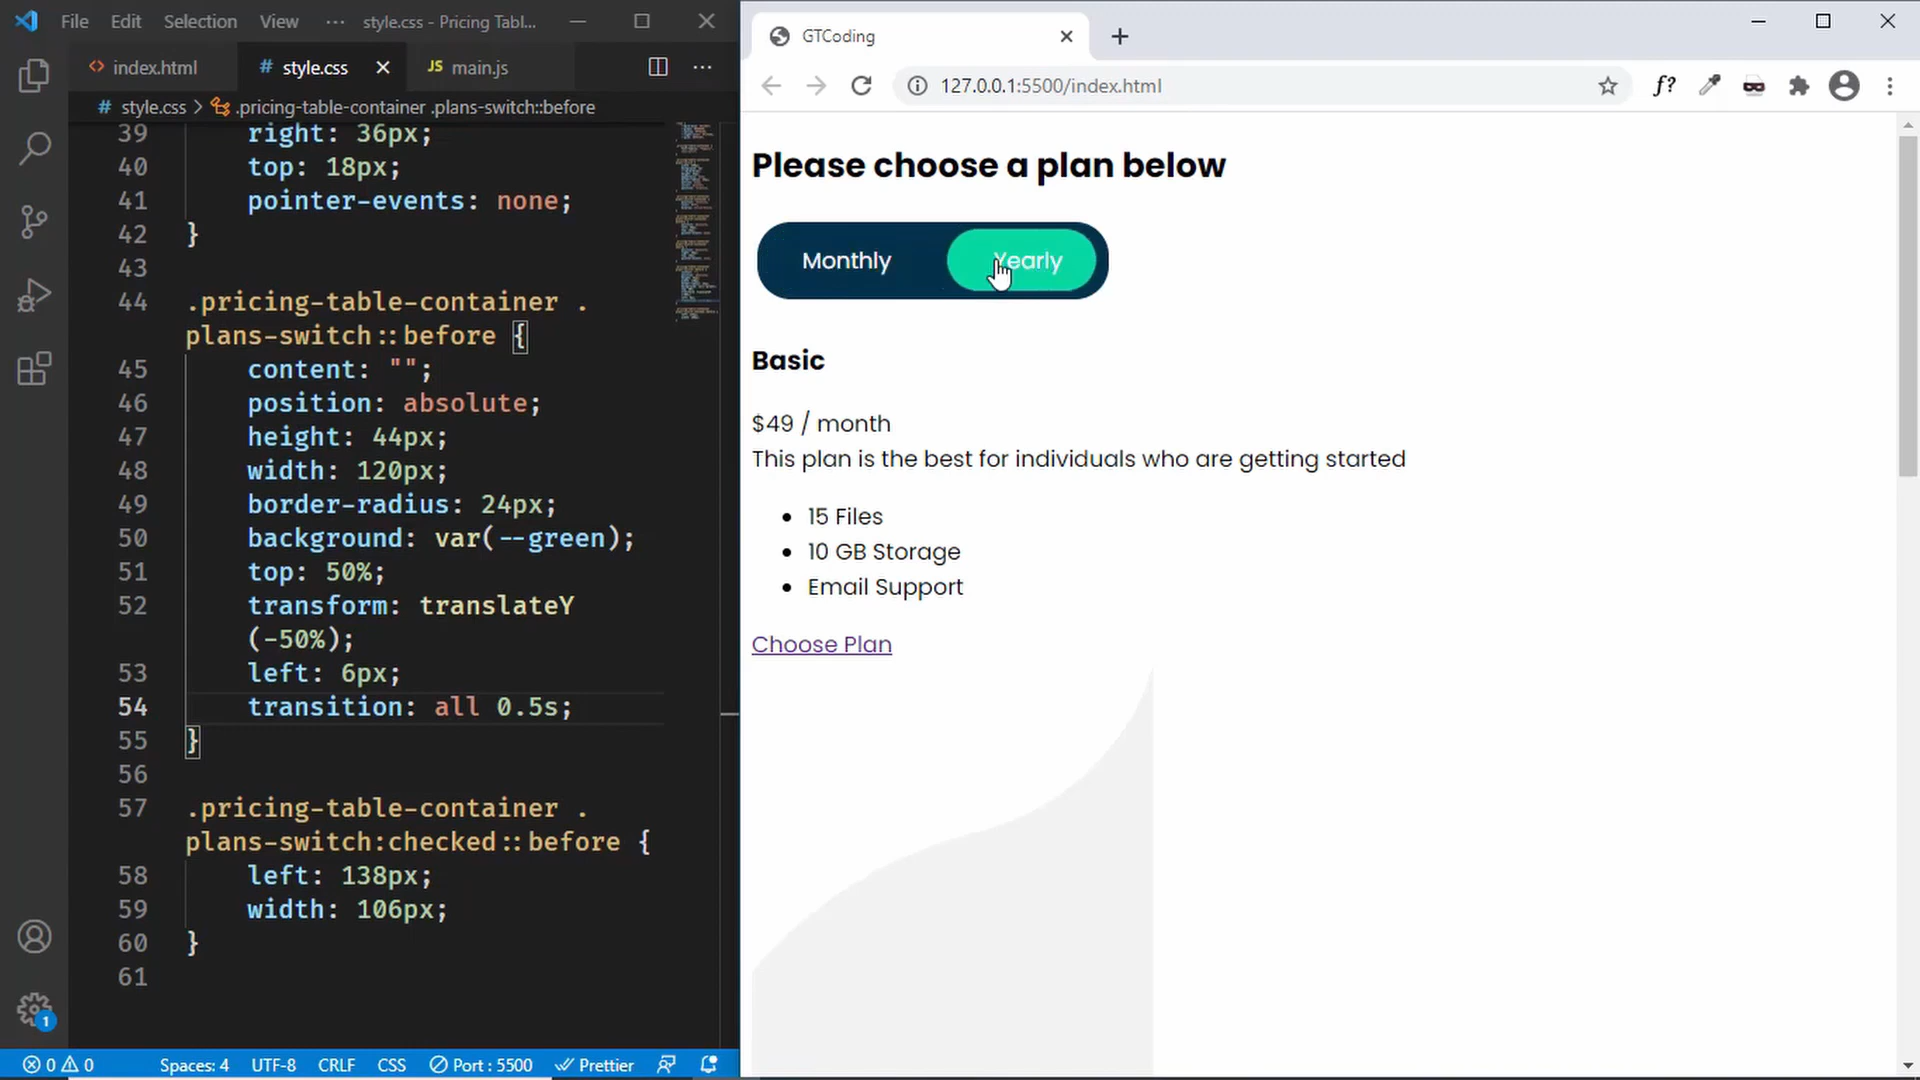 File Edit Selection View ··· style.css - Pricing Tabl...
index.html
# style.css
JS main.js
# style.css > .pricing-table-container .plans-switch::before
39 right: 36px;
40 top: 18px;
41 pointer-events: none;
42 }
43
44 .pricing-table-container .
plans-switch::before {
45 content: "";
46 position: absolute;
47 height: 44px;
48 width: 120px;
49 border-radius: 24px;
50 background: var(--green);
51 top: 50%;
52 transform: translateY
(-50%);
53 left: 6px;
54 transition: all 0.5s;
55 }
56
57 .pricing-table-container .
plans-switch:checked::before {
58 left: 138px;
59 width: 106px;
60 }
61
1
0 0 Spaces: 4 UTF-8 CRLF CSS Port : 5500 Prettier
GTCoding
127.0.0.1:5500/index.html
f?
Please choose a plan below
Monthly Yearly
Basic
$49 / month
This plan is the best for individuals who are getting started
• 15 Files
• 10 GB Storage
• Email Support
Choose Plan